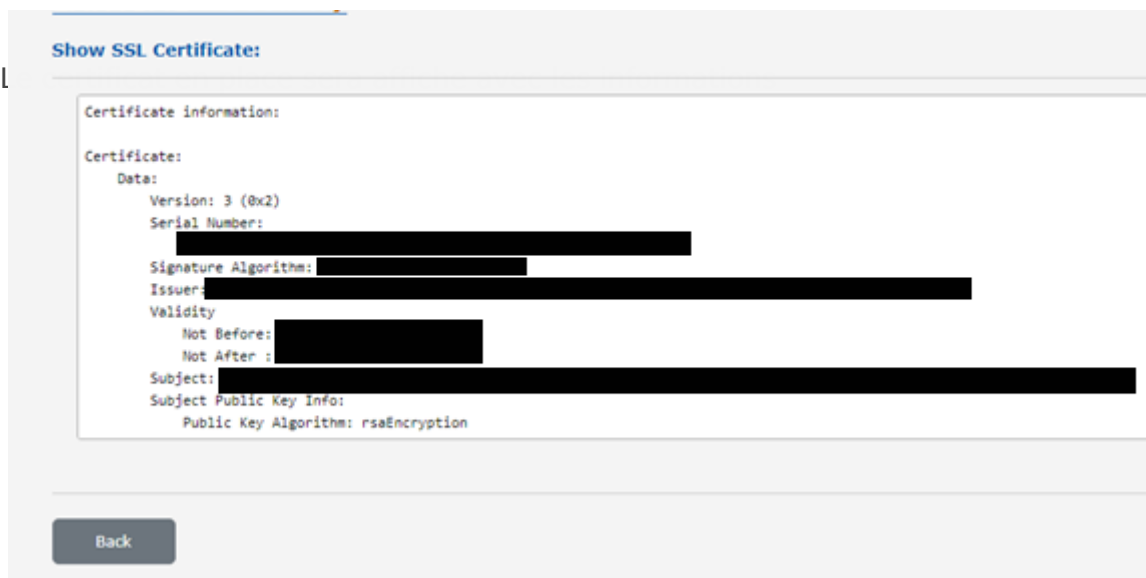 Show SSL Certificate:
L
Certificate information:
Certificate:
Data:
Version: 3 (0x2)
Serial Number:
Signature Algorithm:
Issuer:
Validity
Not Before:
Not After :
Subject:
Subject Public Key Info:
Public Key Algorithm: rsaEncryption
Back